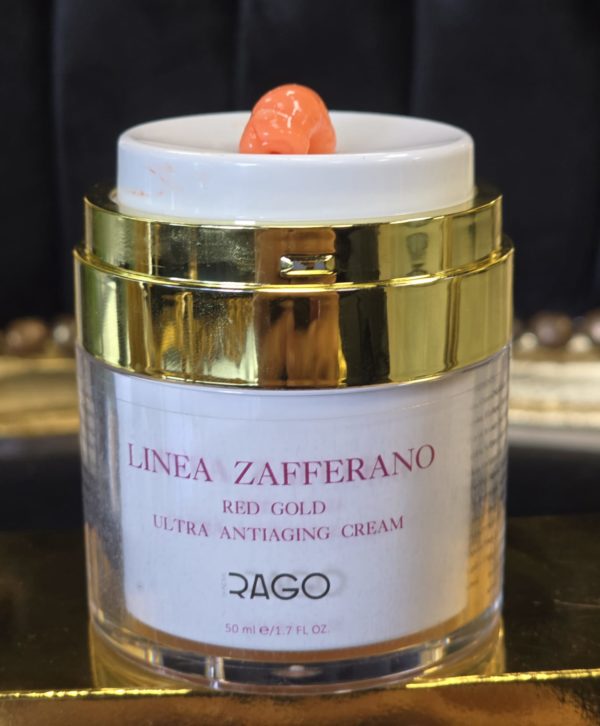 LINEA ZAFFERANO
RED GOLD
ULTRA ANTIAGING CREAM
RAGO
50 ml ℮/1.7 FL OZ.